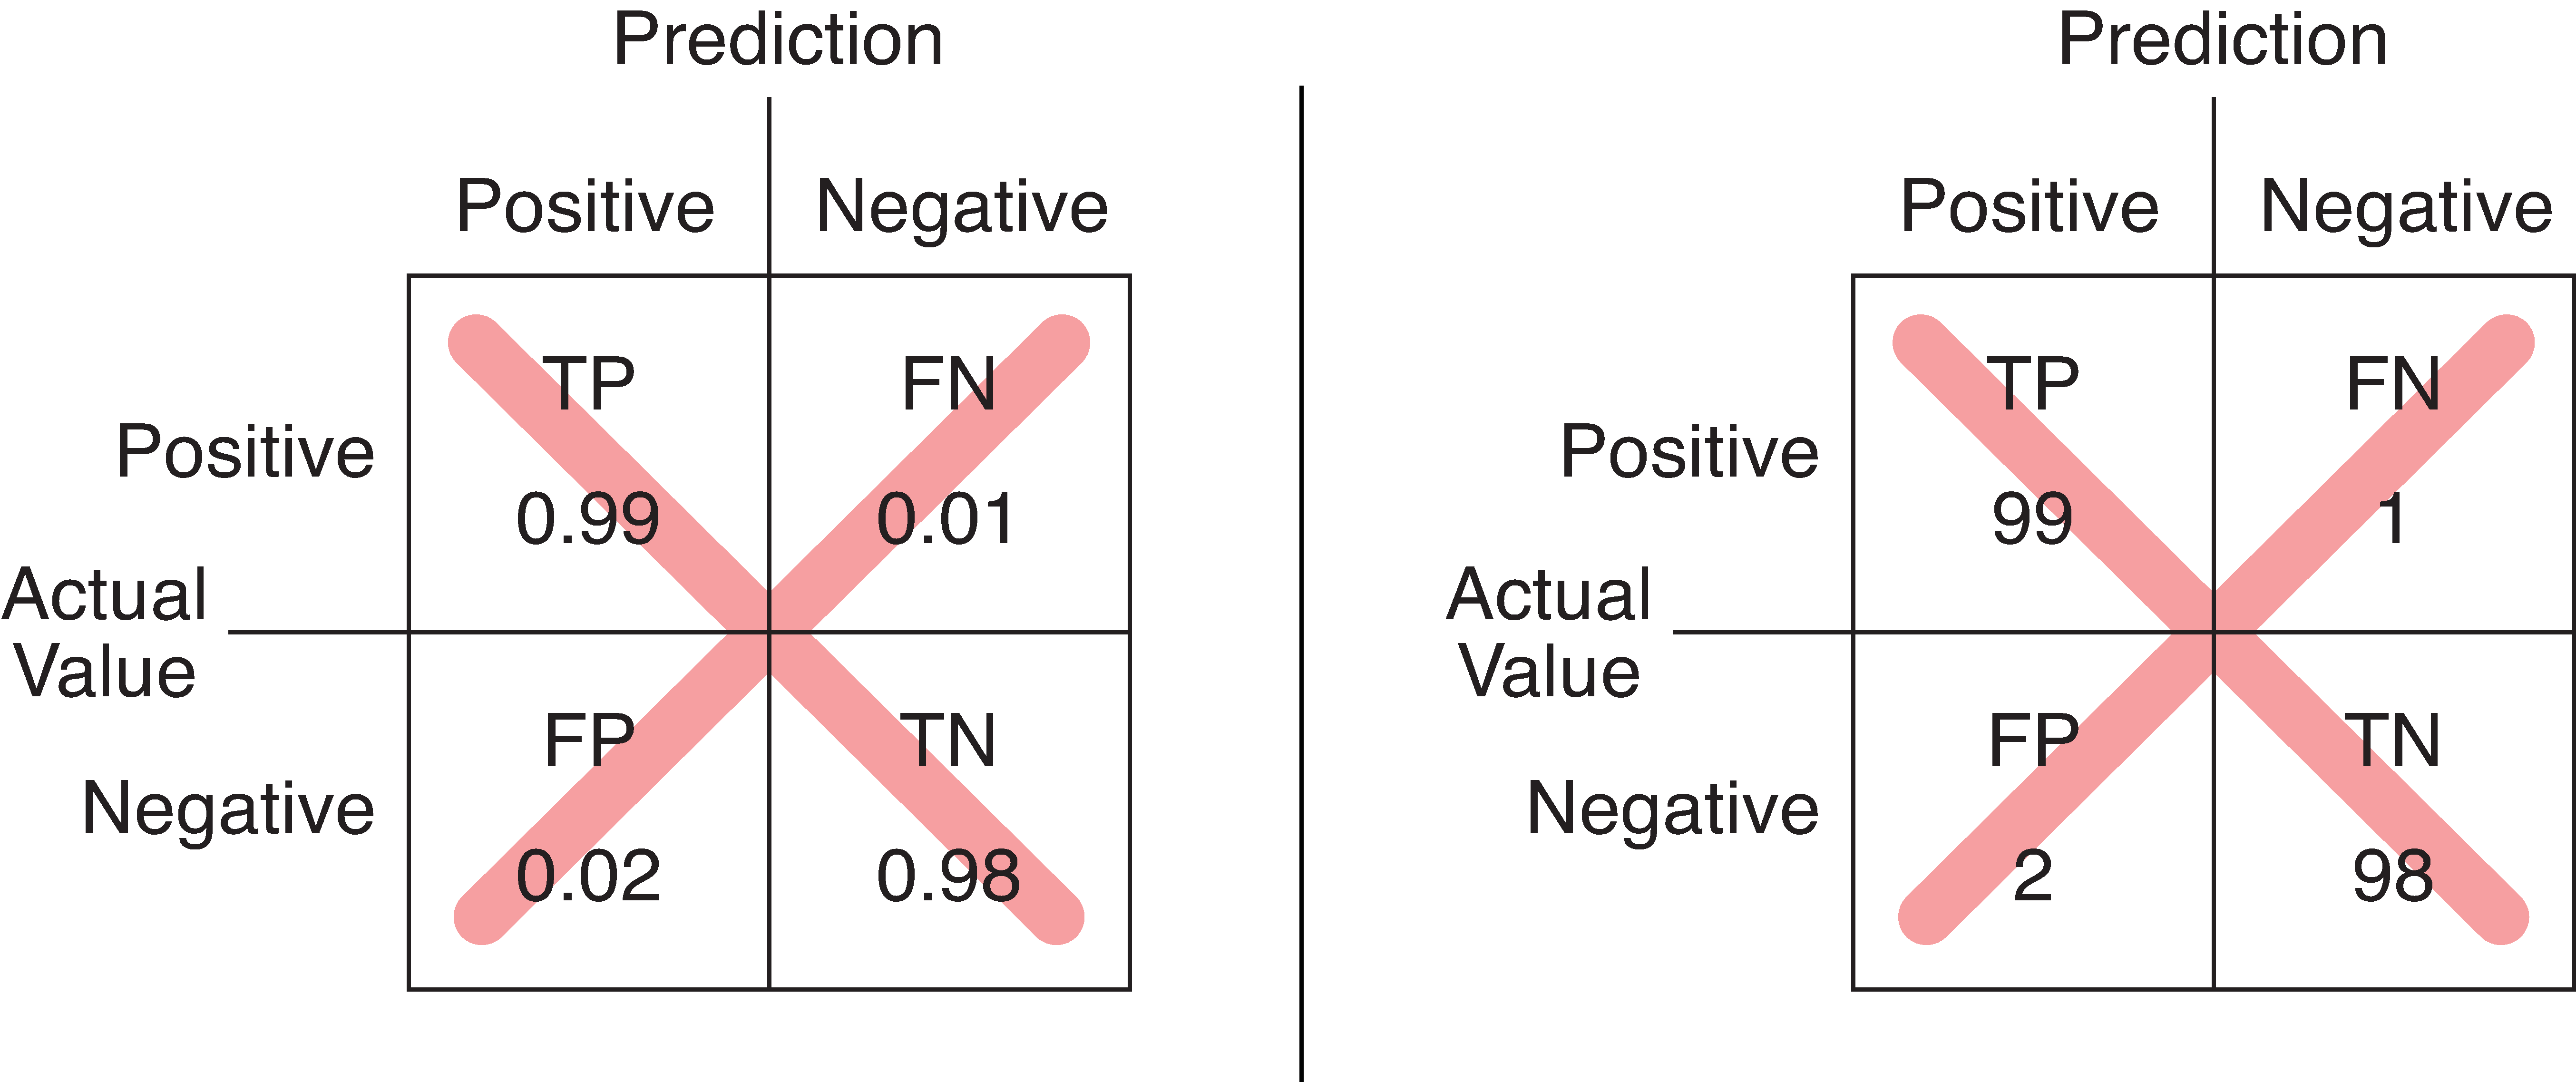 Prediction
Positive Negative
TP FN
Positive
0.99 0.01
Actual
Value
FP TN
Negative
0.02 0.98
Prediction
Positive Negative
TP FN
Positive
99 1
Actual
Value
FP TN
Negative
2 98